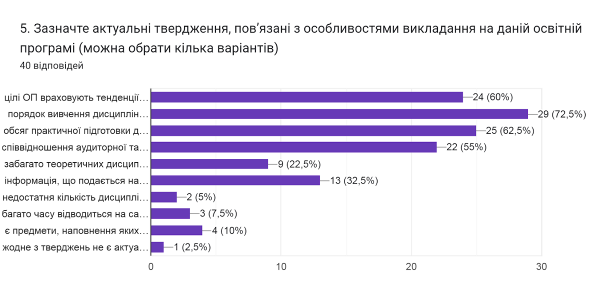 5. Зазначте актуальні твердження, пов’язані з особливостями викладання на даній освітній
програмі (можна обрати кілька варіантів)
40 відповідей
цілі ОП враховують тенденції…
24 (60%)
порядок вивчення дисциплін…
29 (72,5%)
обсяг практичної підготовки д…
25 (62,5%)
співвідношення аудиторної та…
22 (55%)
забагато теоретичних дисцип…
9 (22,5%)
інформація, що подається на…
13 (32,5%)
недостатня кількість дисциплі…
2 (5%)
багато часу відводиться на са…
3 (7,5%)
є предмети, наповнення яких…
4 (10%)
жодне з тверджень не є актуа…
1 (2,5%)
0 10 20 30